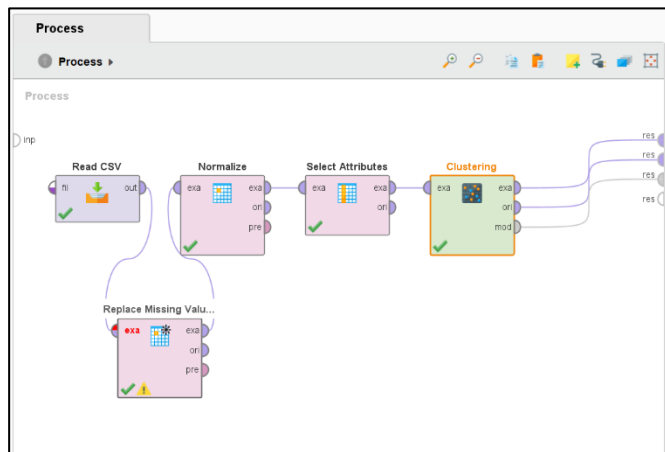 Process
Process
Process
inp
res
res
res
res
Read CSV
fil out
Normalize
exa exa
ori
pre
Select Attributes
exa exa
ori
Clustering
exa exa
ori
mod
Replace Missing Valu...
exa exa
ori
pre